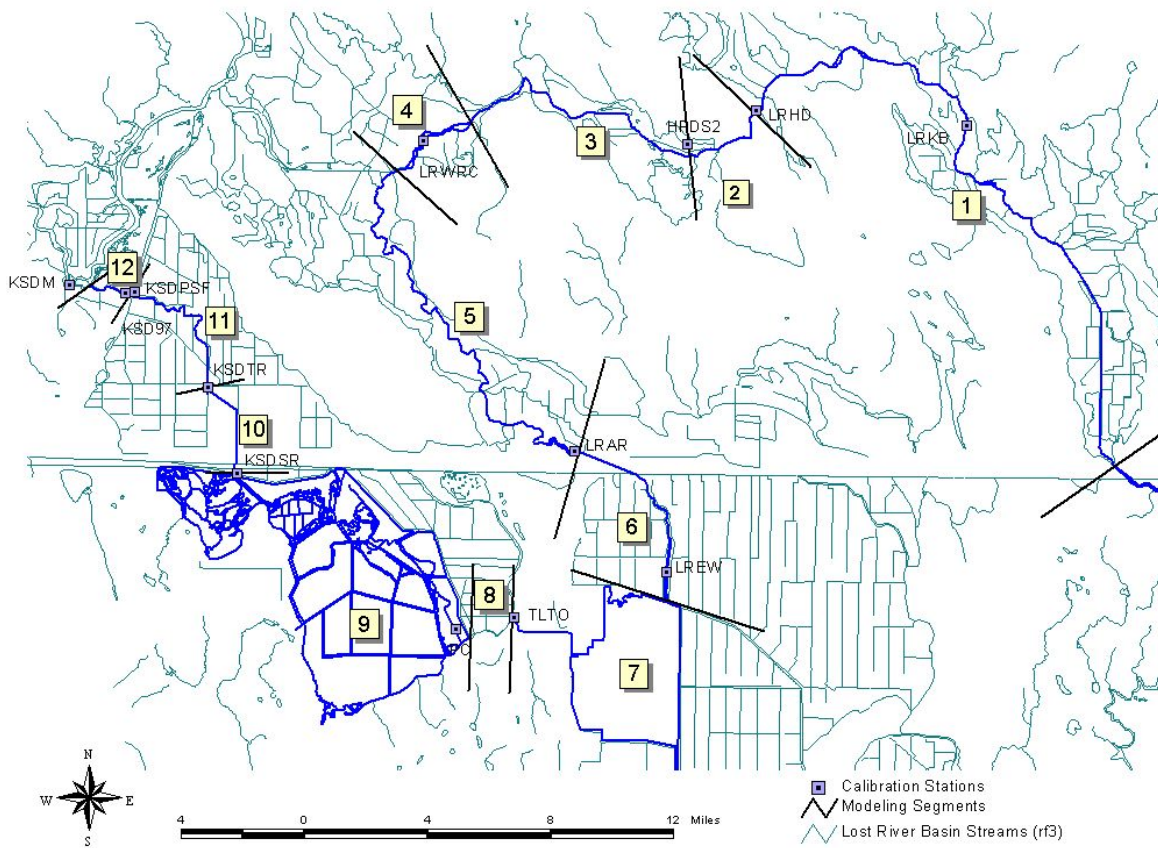 4
3
HPDS2
LRHD
LRKB
LRWRC
2
1
12
KSDM
KSDPSF
KSD97
11
5
KSDTR
10
LRAR
KSDSR
6
LREW
8
TLTO
9
PC
7
N
W
E
S
4 0 4 8 12 Miles
Calibration Stations
Modeling Segments
Lost River Basin Streams (rf3)